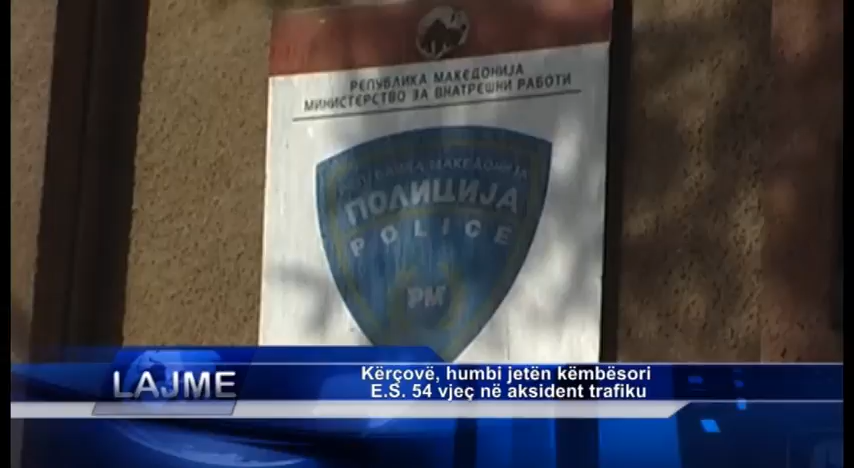 РЕПУБЛИКА МАКЕДОНИЈА
МИНИСТЕРСТВО ЗА ВНАТРЕШНИ РАБОТИ
РЕПУБЛИКА МАКЕДОНИЈА
ПОЛИЦИЈА
POLICE
РМ
LAJME
Kërçovë, humbi jetën këmbësori
E.S. 54 vjeç në aksident trafiku